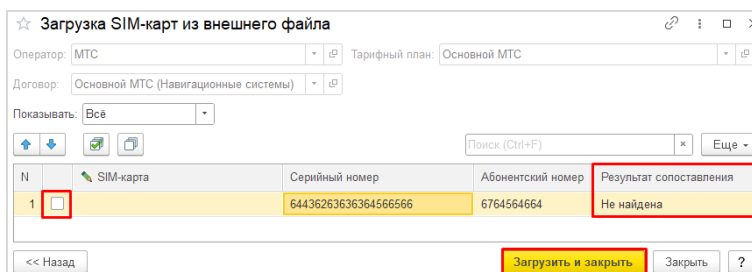 Загрузка SIM-карт из внешнего файла
Оператор: МТС Тарифный план: Основной МТС
Договор: Основной МТС (Навигационные системы)
Показывать: Всё
Поиск (Ctrl+F) × Еще
N SIM-карта Серийный номер Абонентский номер Результат сопоставления
1 64436263636364566566 6764564664 Не найдена
<< Назад Загрузить и закрыть Закрыть ?